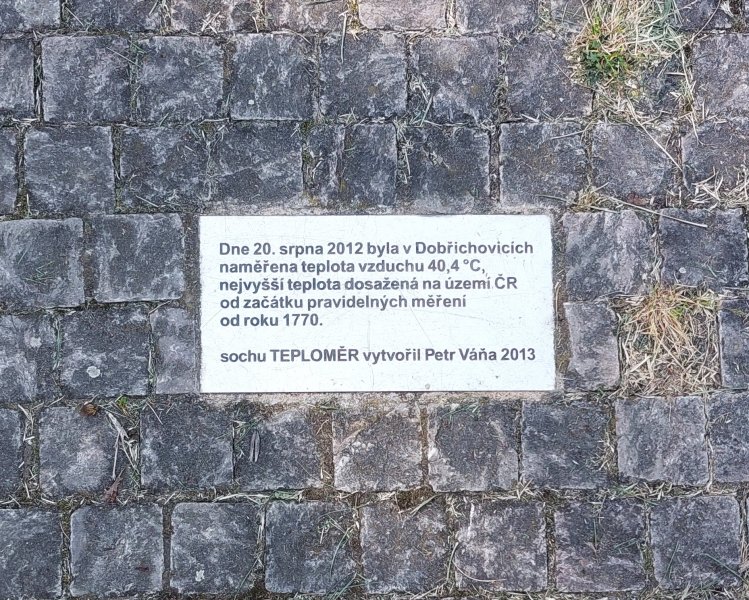 Dne 20. srpna 2012 byla v Dobřichovicích
naměřena teplota vzduchu 40,4 °C,
nejvyšší teplota dosažená na území ČR
od začátku pravidelných měření
od roku 1770.
sochu TEPLOMĚR vytvořil Petr Váňa 2013